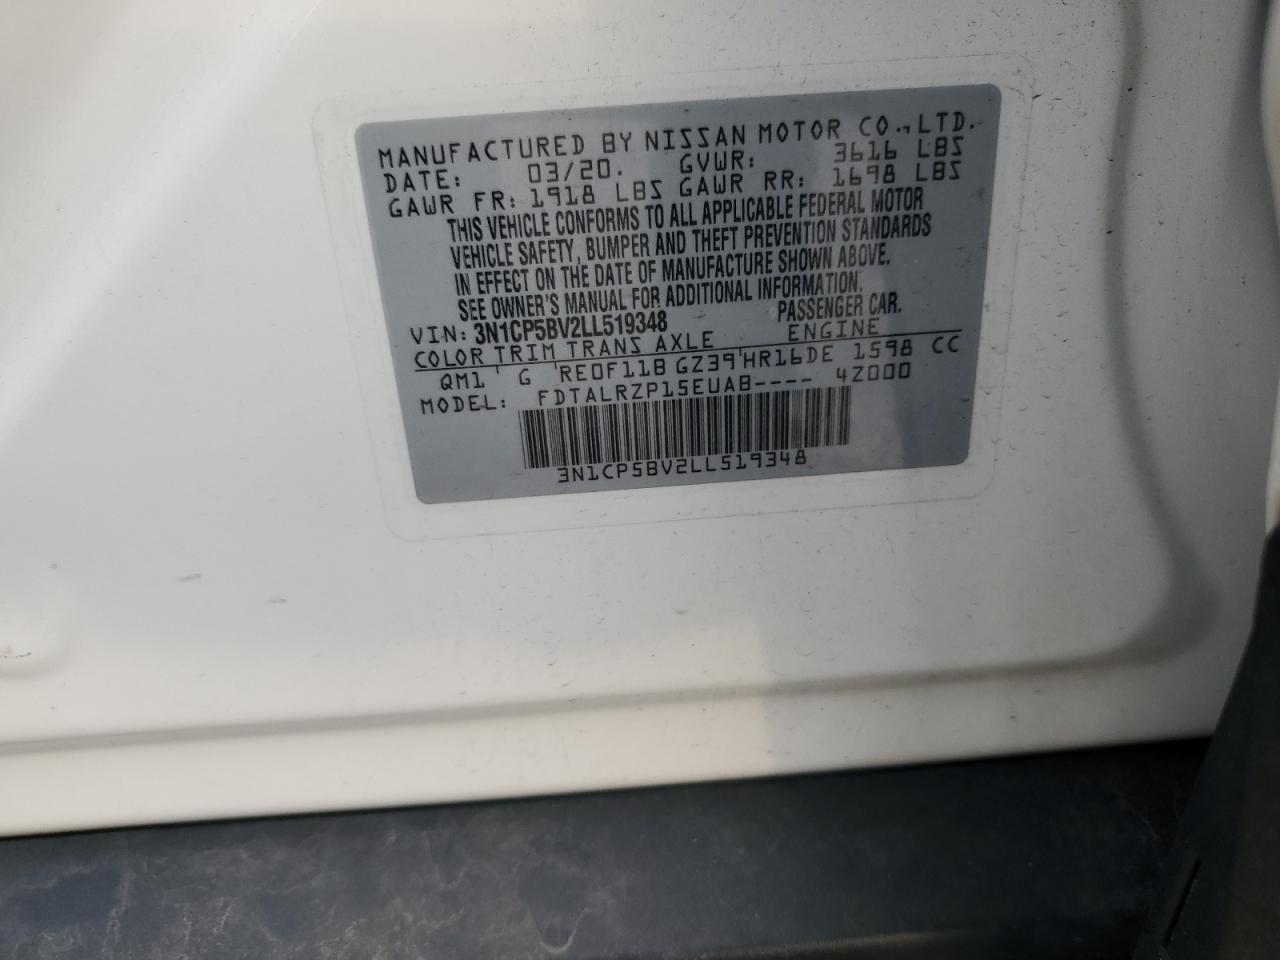 MANUFACTURED BY NISSAN MOTOR CO., LTD.
DATE: 03/20. GVWR: 3616 LBS
GAWR FR: 1918 LBS GAWR RR: 1698 LBS
THIS VEHICLE CONFORMS TO ALL APPLICABLE FEDERAL MOTOR
VEHICLE SAFETY, BUMPER AND THEFT PREVENTION STANDARDS
IN EFFECT ON THE DATE OF MANUFACTURE SHOWN ABOVE.
SEE OWNER'S MANUAL FOR ADDITIONAL INFORMATION.
VIN: 3N1CP5BV2LL519348 PASSENGER CAR.
COLOR TRIM TRANS AXLE ENGINE
QM1 ' G 'RE0F11B GZ39'HR16DE 1598 CC
MODEL: FDTALRZP15EUAB---- 4Z000
3N1CP5BV2LL519348